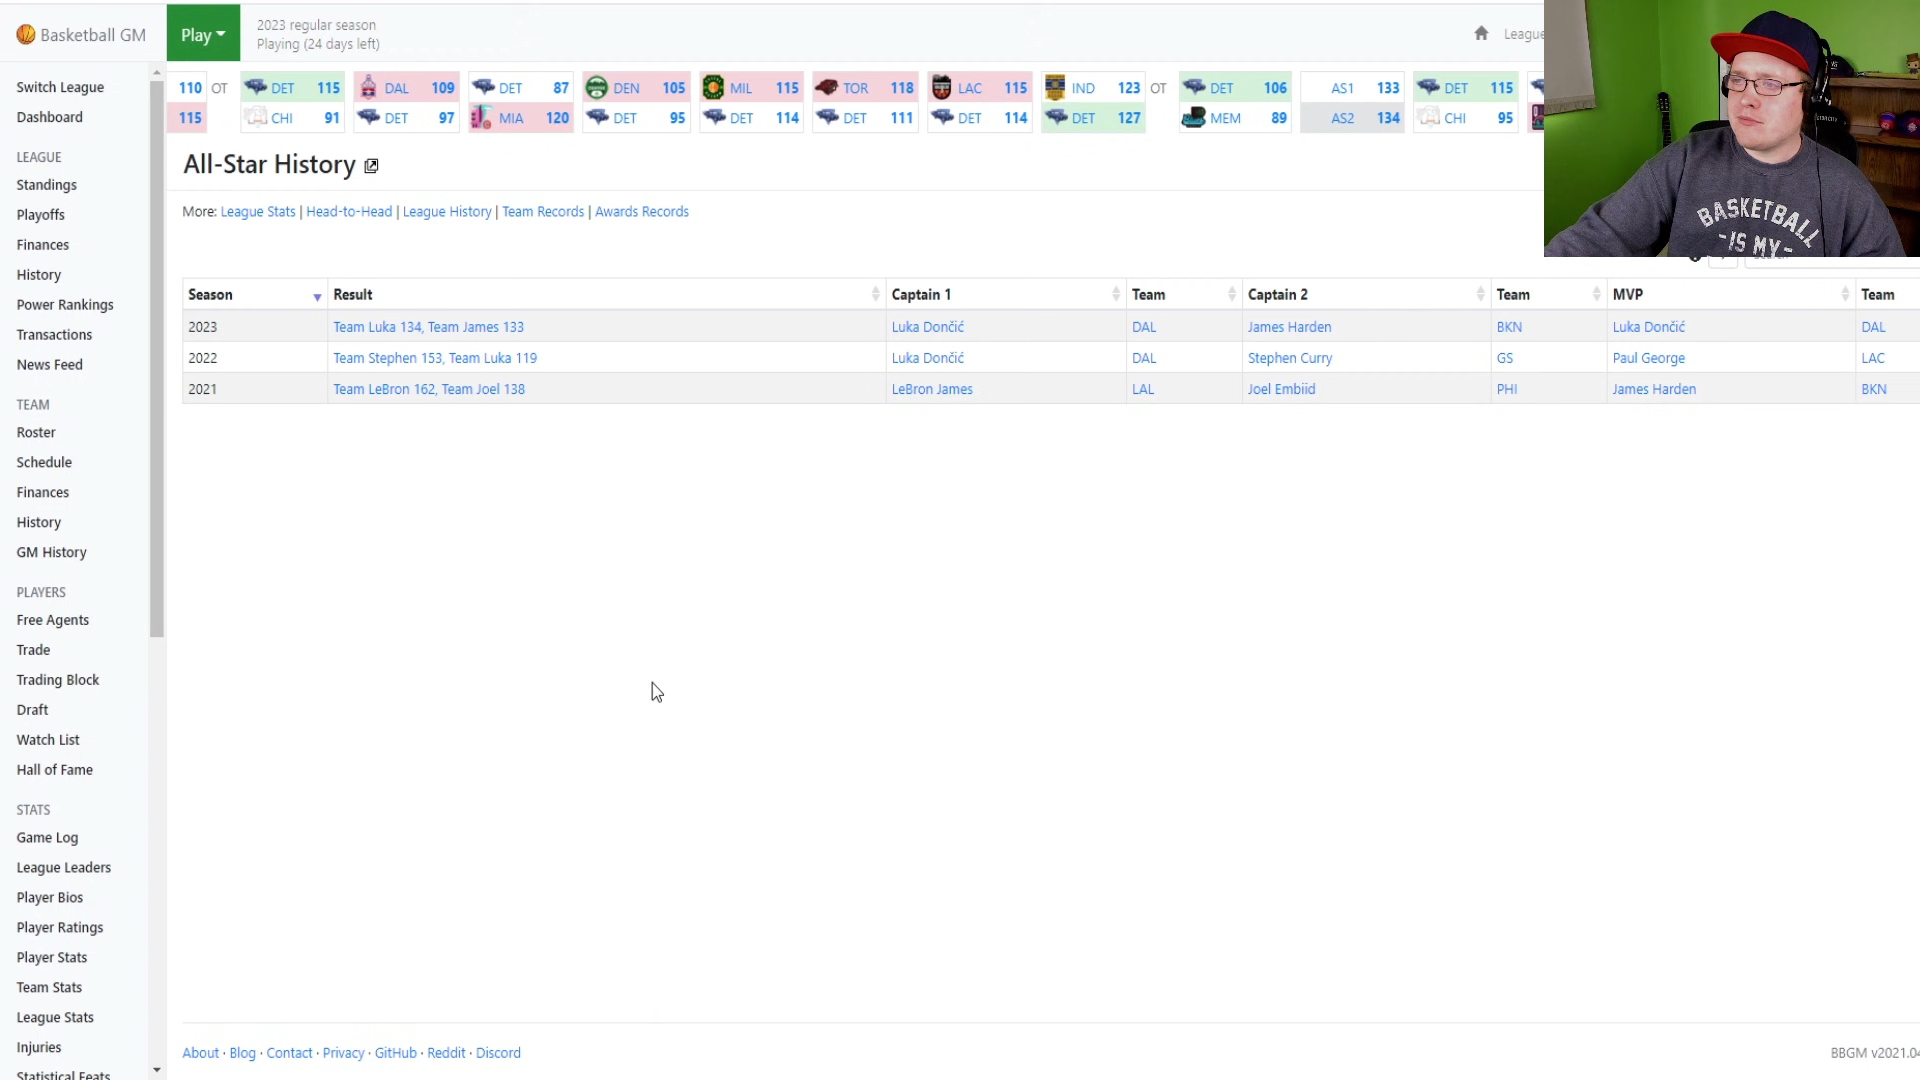 Basketball GM
Play
2023 regular season
Playing (24 days left)
League
110 OT DET 115 DAL 109 DET 87 DEN 105 MIL 115 TOR 118 LAC 115 IND 123 OT DET 106 AS1 133 DET 115
115 CHI 91 DET 97 MIA 120 DET 95 DET 114 DET 111 DET 114 DET 127 MEM 89 AS2 134 CHI 95
BASKETBALL
-IS MY-
All-Star History
More: League Stats | Head-to-Head | League History | Team Records | Awards Records
Season Result Captain 1 Team Captain 2 Team MVP Team
2023 Team Luka 134, Team James 133 Luka Dončić DAL James Harden BKN Luka Dončić DAL
2022 Team Stephen 153, Team Luka 119 Luka Dončić DAL Stephen Curry GS Paul George LAC
2021 Team LeBron 162, Team Joel 138 LeBron James LAL Joel Embiid PHI James Harden BKN
Switch League
Dashboard
LEAGUE
Standings
Playoffs
Finances
History
Power Rankings
Transactions
News Feed
TEAM
Roster
Schedule
Finances
History
GM History
PLAYERS
Free Agents
Trade
Trading Block
Draft
Watch List
Hall of Fame
STATS
Game Log
League Leaders
Player Bios
Player Ratings
Player Stats
Team Stats
League Stats
Injuries
Statistical Feats
About · Blog · Contact · Privacy · GitHub · Reddit · Discord
BBGM v2021.04